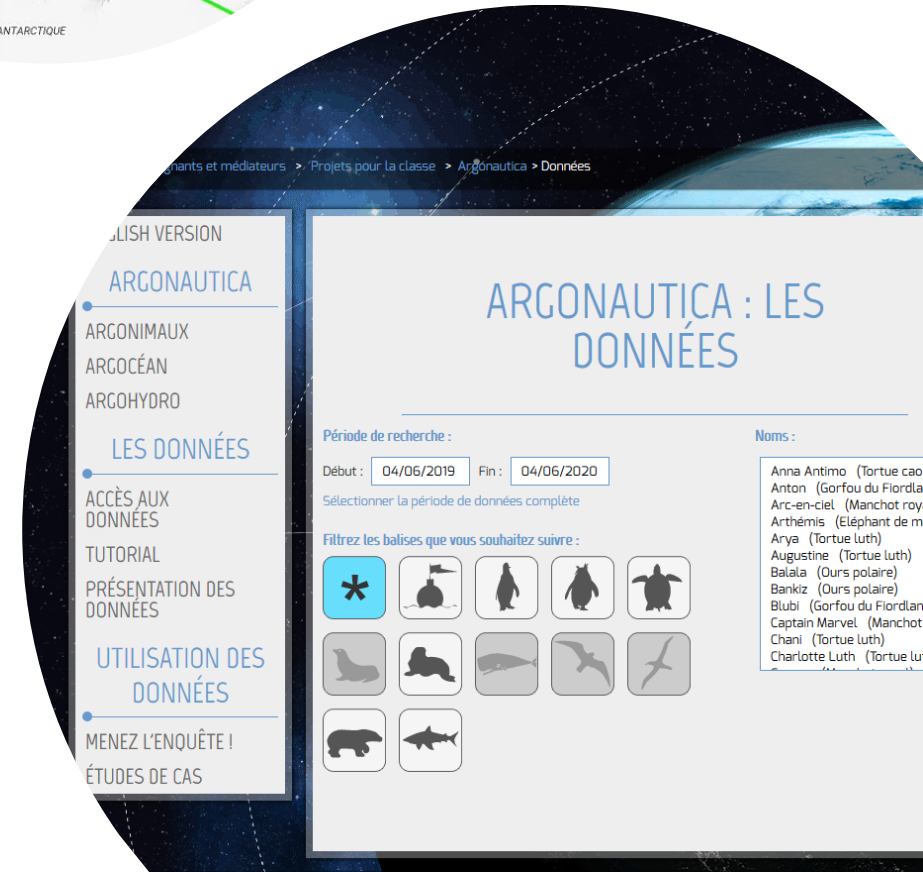 ANTARCTIQUE
et médiateurs > Projets pour la classe > Argonautica > Données
VERSION
ARGONAUTICA
ARGONIMAUX
ARGOCÉAN
ARGOHYDRO
LES DONNÉES
ACCÈS AUX
DONNÉES
TUTORIAL
PRÉSENTATION DES
DONNÉES
UTILISATION DES
DONNÉES
MENEZ L'ENQUÊTE !
ÉTUDES DE CAS
ARGONAUTICA : LES
DONNÉES
Période de recherche :
Début : 04/06/2019 Fin : 04/06/2020
Sélectionner la période de données complète
Filtrez les balises que vous souhaitez suivre :
*
Noms :
Anna Antimo (Tortue cao
Anton (Gorfou du Fiordla
Arc-en-ciel (Manchot roy
Arthémis (Eléphant de m
Arya (Tortue luth)
Augustine (Tortue luth)
Balala (Ours polaire)
Bankiz (Ours polaire)
Blubi (Gorfou du Fiordlan
Captain Marvel (Manchot
Chani (Tortue luth)
Charlotte Luth (Tortue lu